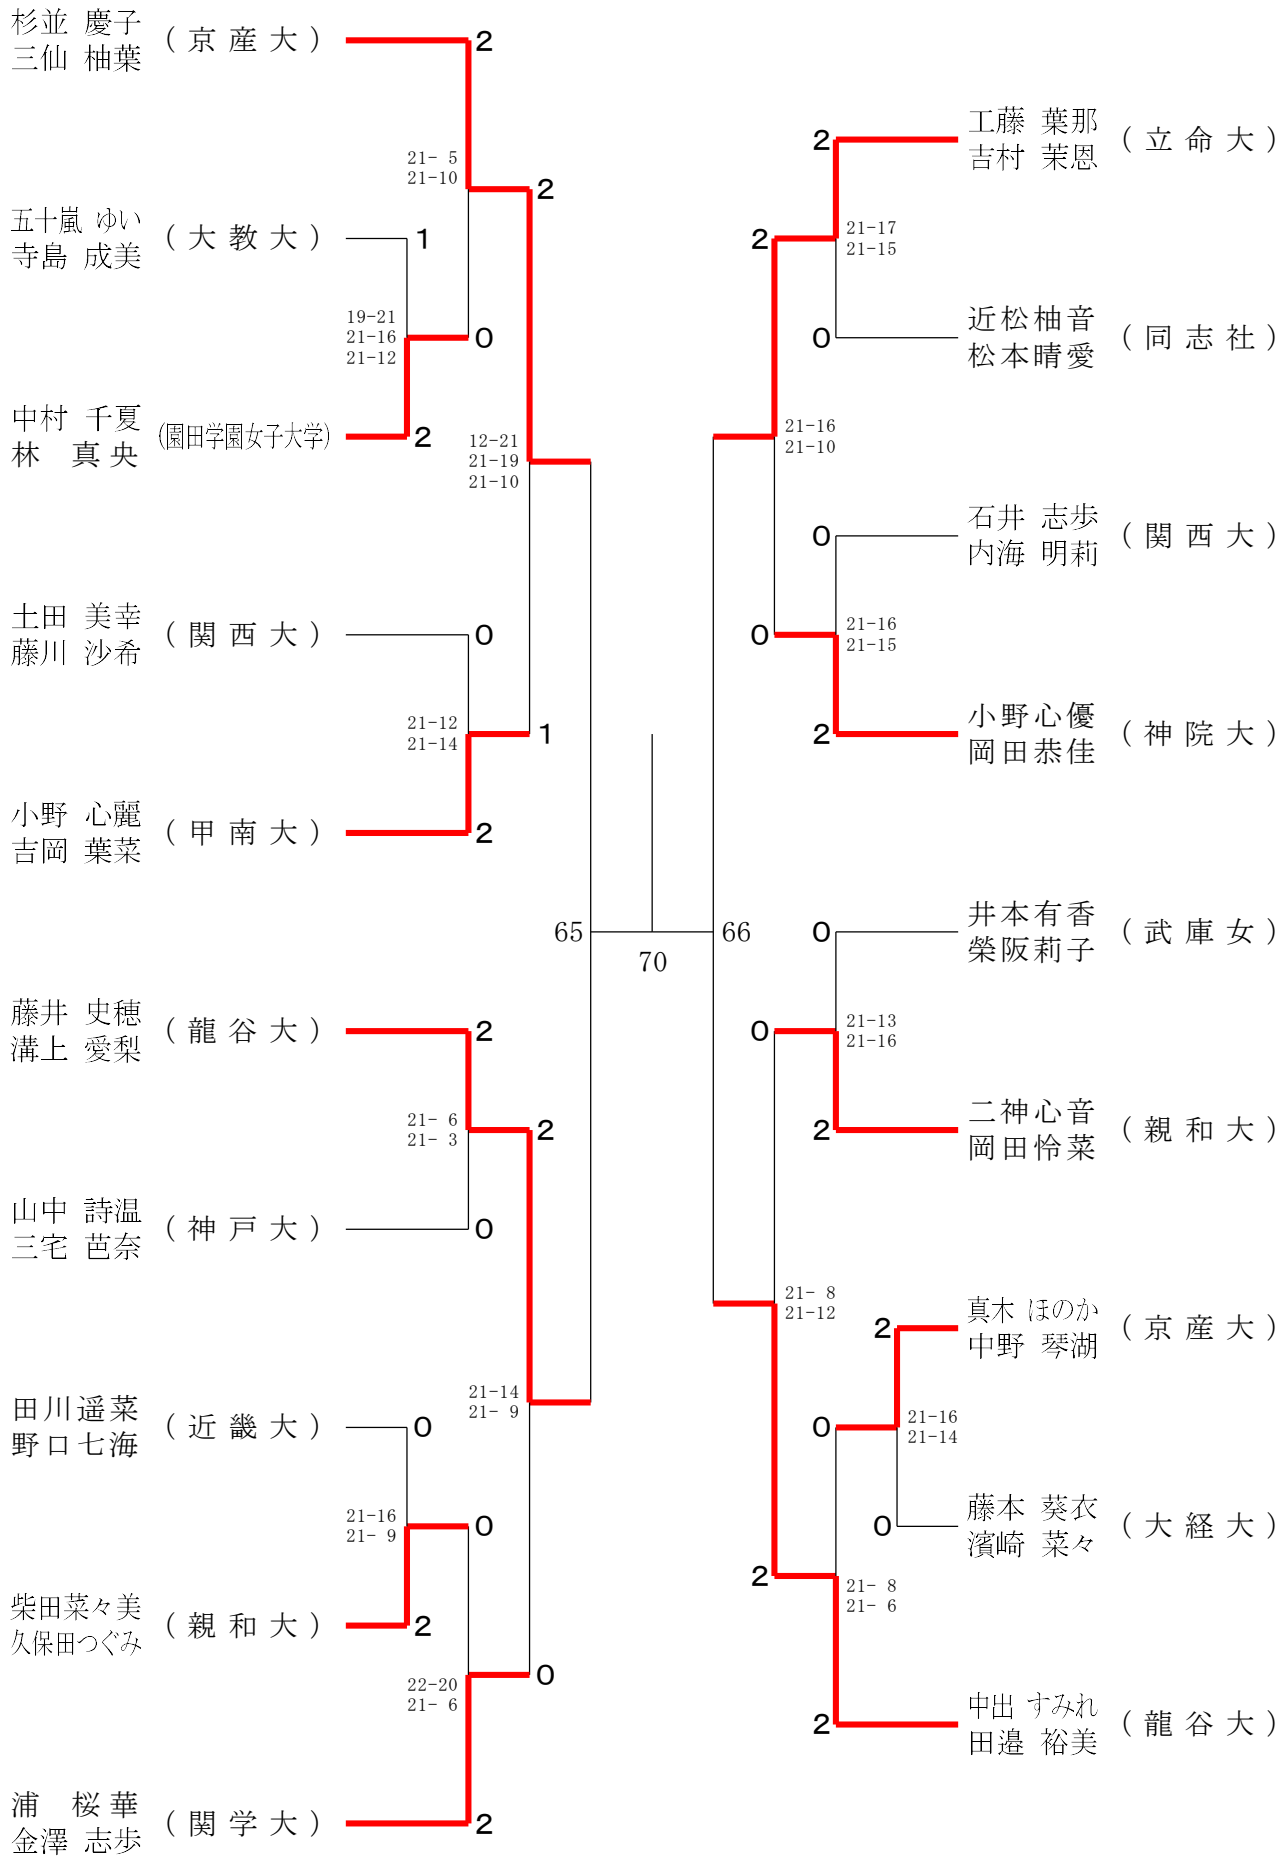 杉並 慶子
三仙 柚葉
( 京 産 大 )
2
21- 5
21-10
2
五十嵐 ゆい
寺島 成美
( 大 教 大 )
1
19-21
21-16
21-12
0
中村 千夏
林 真央
(園田学園女子大学)
2
12-21
21-19
21-10
土田 美幸
藤川 沙希
( 関 西 大 )
0
21-12
21-14
1
小野 心麗
吉岡 葉菜
( 甲 南 大 )
2
65
藤井 史穂
溝上 愛梨
( 龍 谷 大 )
2
21- 6
21- 3
2
山中 詩温
三宅 芭奈
( 神 戸 大 )
0
21-14
21- 9
田川遥菜
野口七海
( 近 畿 大 )
0
21-16
21- 9
0
柴田菜々美
久保田つぐみ
( 親 和 大 )
2
22-20
21- 6
0
浦 桜華
金澤 志歩
( 関 学 大 )
2
70
2
工藤 葉那
吉村 茉恩
( 立 命 大 )
2
21-17
21-15
0
近松柚音
松本晴愛
( 同 志 社 )
21-16
21-10
0
石井 志歩
内海 明莉
( 関 西 大 )
0
21-16
21-15
2
小野心優
岡田恭佳
( 神 院 大 )
66
0
井本有香
榮阪莉子
( 武 庫 女 )
0
21-13
21-16
2
二神心音
岡田怜菜
( 親 和 大 )
21- 8
21-12
2
真木 ほのか
中野 琴湖
( 京 産 大 )
0
21-16
21-14
0
藤本 葵衣
濱崎 菜々
( 大 経 大 )
2
21- 8
21- 6
2
中出 すみれ
田邉 裕美
( 龍 谷 大 )